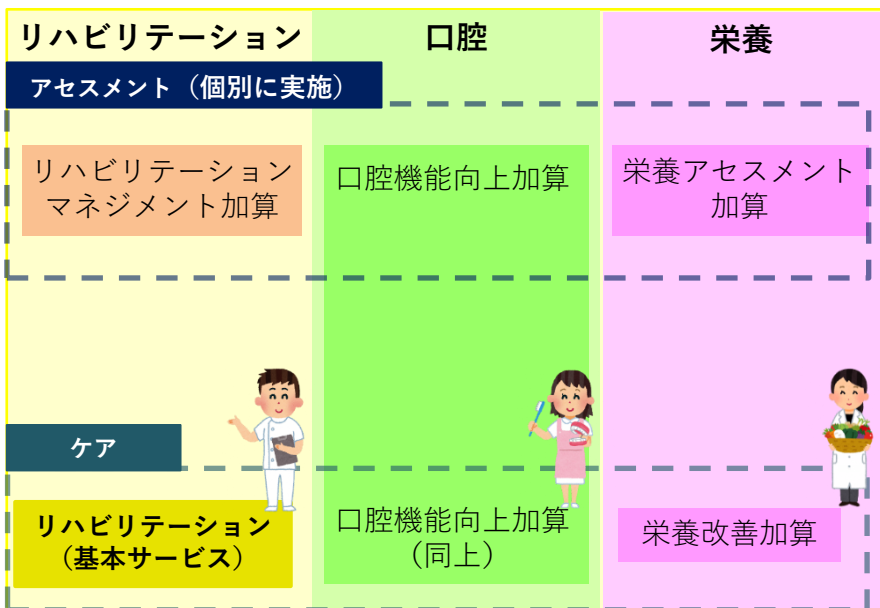 リハビリテーション
口腔
栄養
アセスメント（個別に実施）
リハビリテーション
マネジメント加算
口腔機能向上加算
栄養アセスメント
加算
ケア
リハビリテーション
（基本サービス）
口腔機能向上加算
（同上）
栄養改善加算